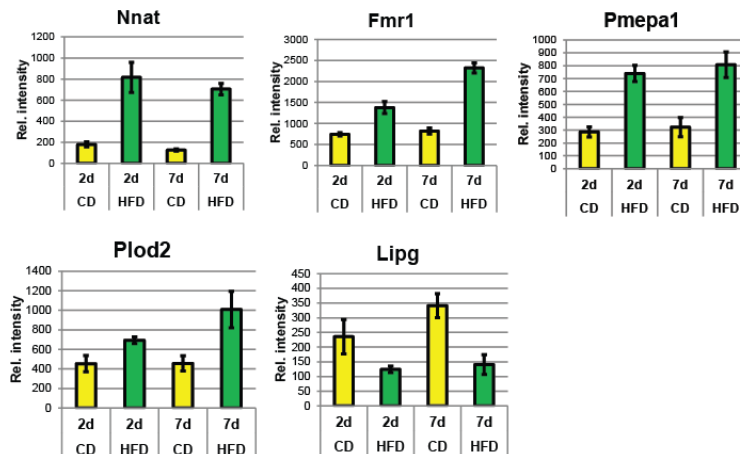 Nnat
Rel. intensity
1200
1000
800
600
400
200
0
2d 2d 7d 7d
CD HFD CD HFD
Fmr1
Rel. intensity
3000
2500
2000
1500
1000
500
0
2d 2d 7d 7d
CD HFD CD HFD
Pmepa1
Rel. intensity
1000
900
800
700
600
500
400
300
200
100
0
2d 2d 7d 7d
CD HFD CD HFD
Plod2
Rel. intensity
1400
1200
1000
800
600
400
200
0
2d 2d 7d 7d
CD HFD CD HFD
Lipg
Rel. intensity
450
400
350
300
250
200
150
100
50
0
2d 2d 7d 7d
CD HFD CD HFD